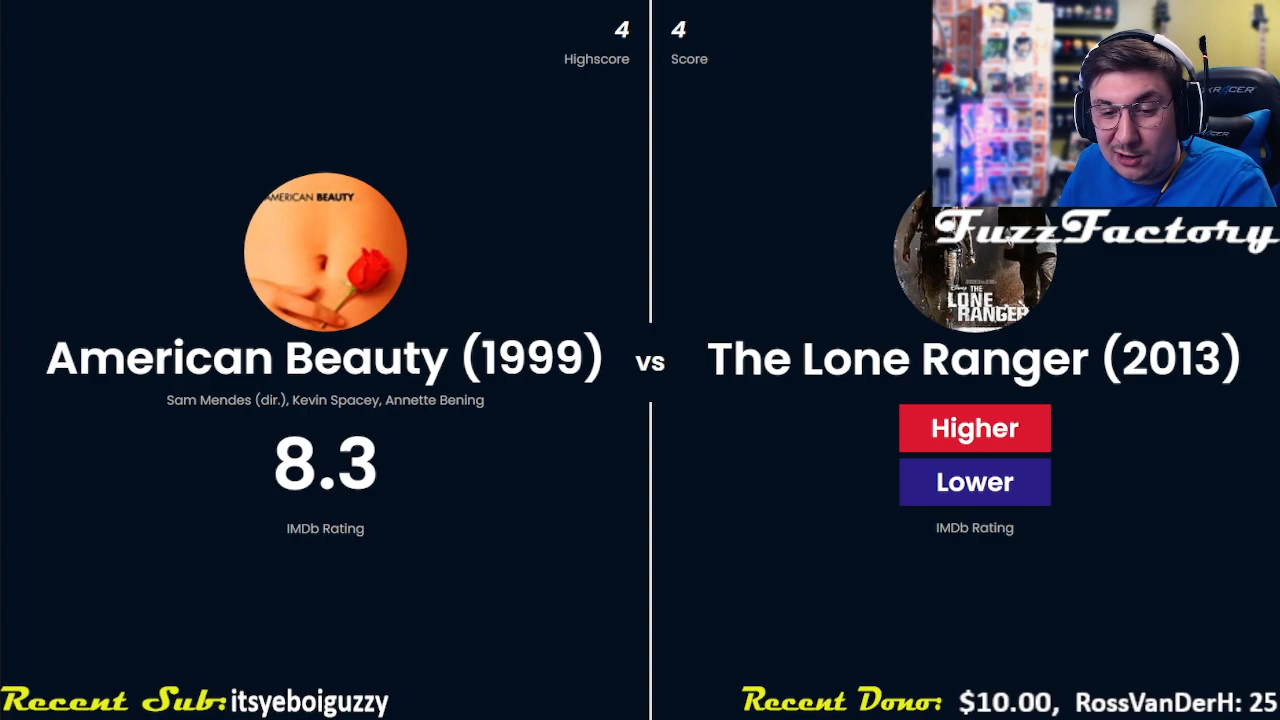 4
Highscore
4
Score
AMERICAN BEAUTY
American Beauty (1999)
Sam Mendes (dir.), Kevin Spacey, Annette Bening
8.3
IMDb Rating
vs
FuzzFactory
Disney THE
LONE
RANGER
The Lone Ranger (2013)
Higher
Lower
IMDb Rating
Recent Sub: itsyeboiguzzy
Recent Dono: $10.00, RossVanDerH: 25